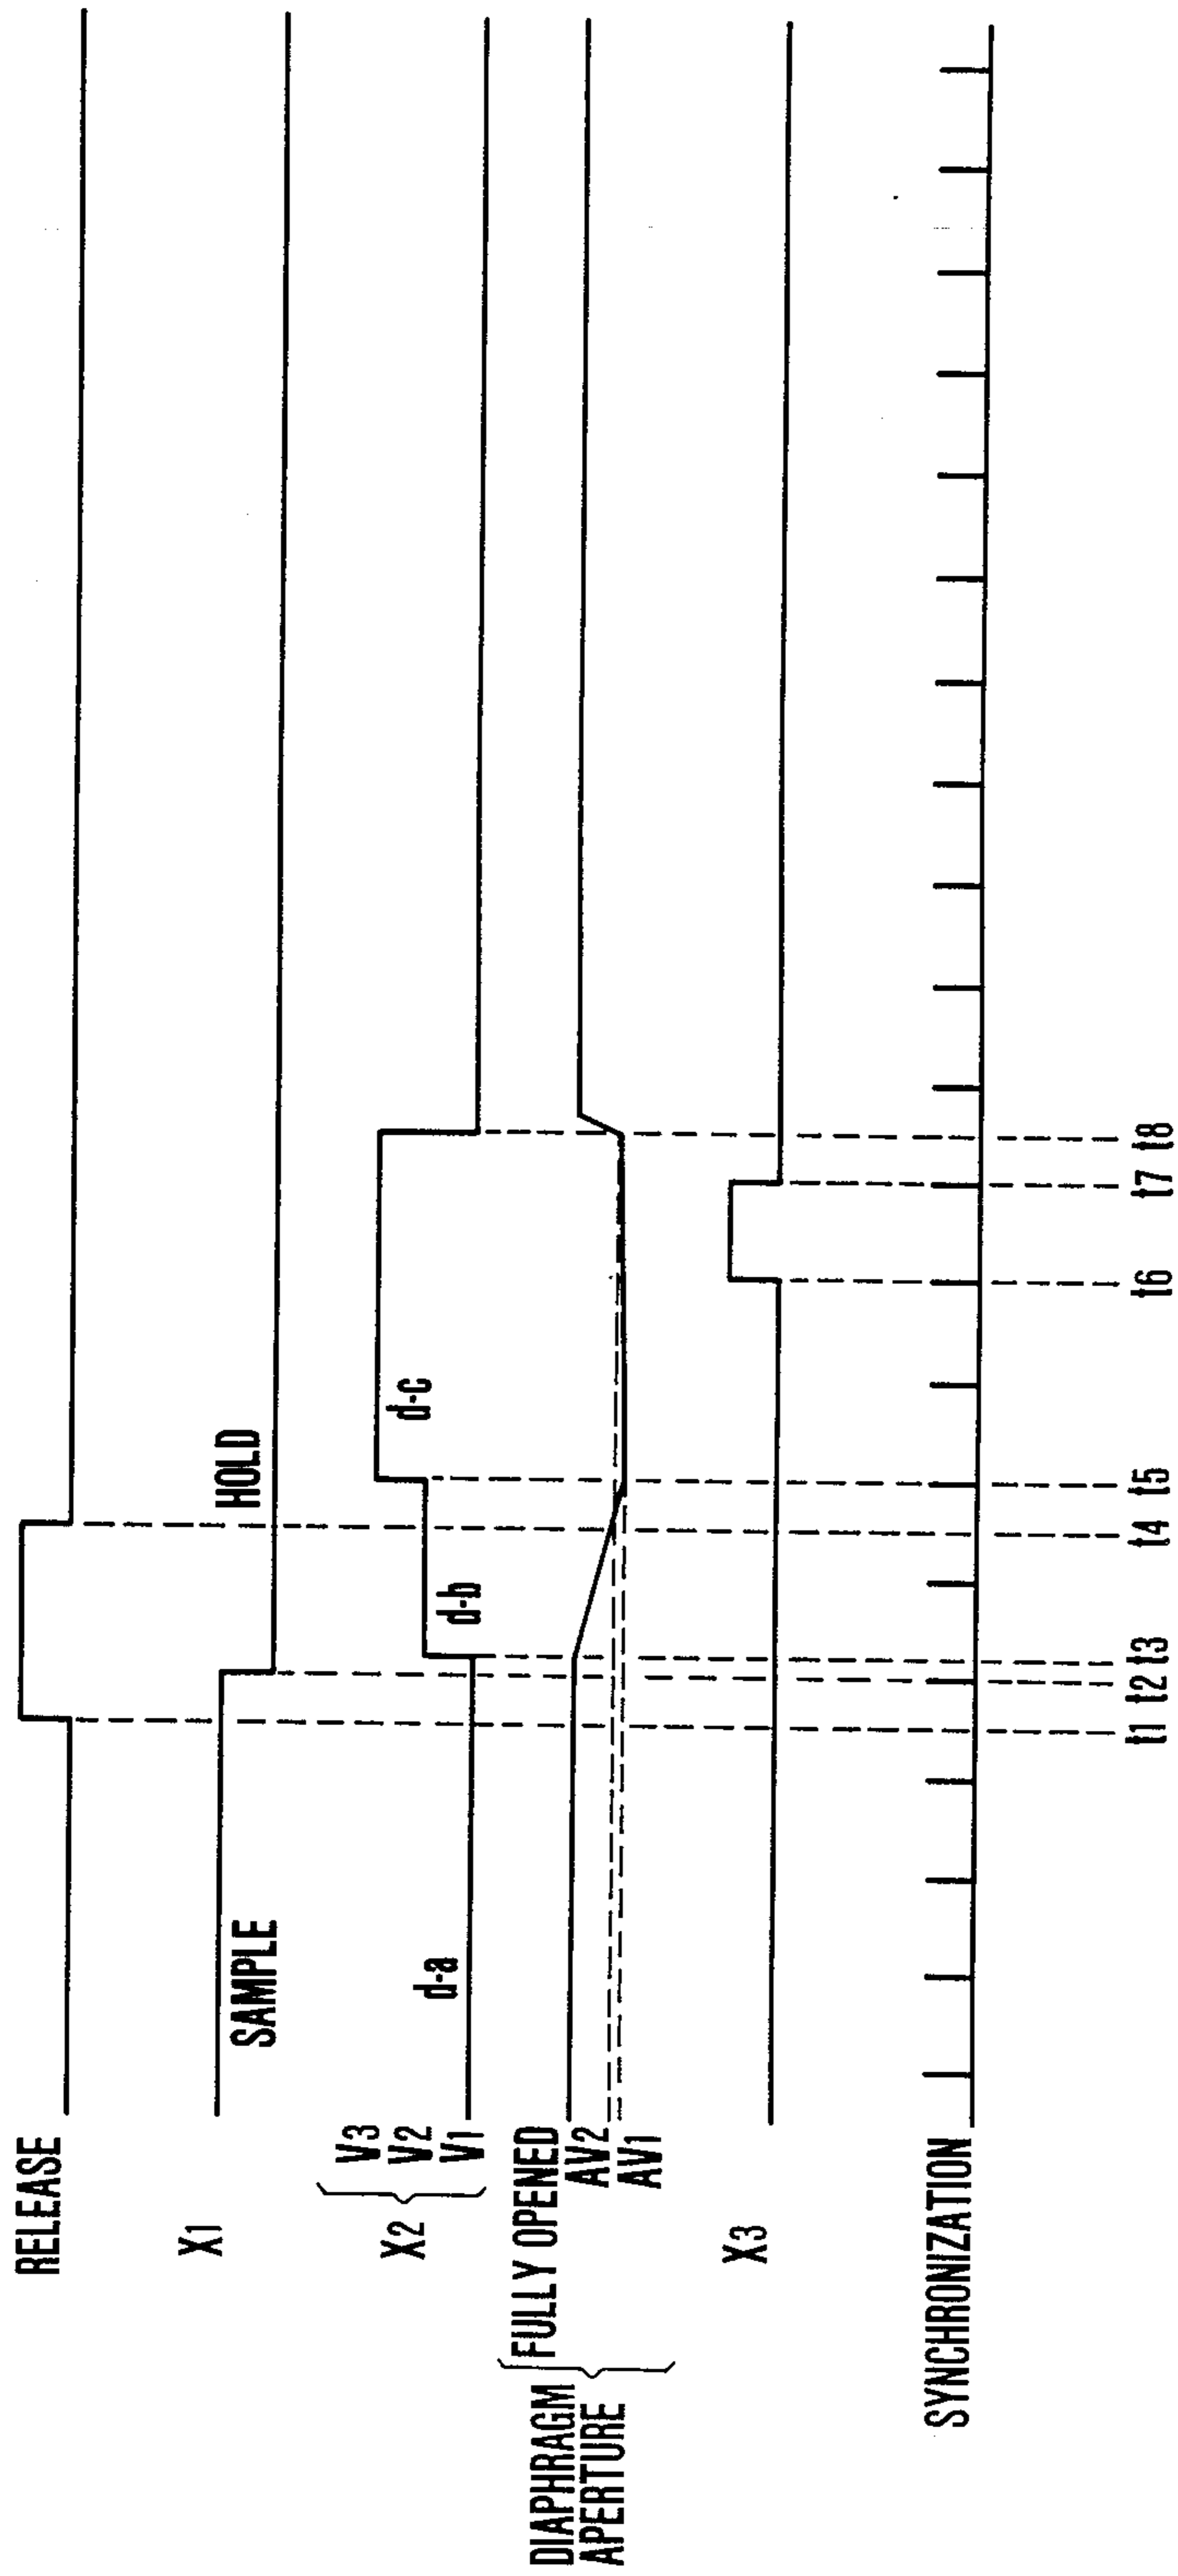 RELEASE
X1
SAMPLE
HOLD
X2
V3
V2
V1
d-a
d-b
d-c
DIAPHRAGM
APERTURE
FULLY OPENED
AV2
AV1
X3
SYNCHRONIZATION
t1 t2 t3 t4 t5 t6 t7 t8